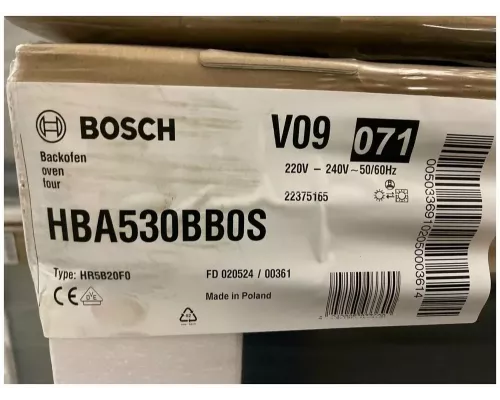 BOSCH
V09 071
Backofen
oven
four
220V - 240V~50/60Hz
22375165
HBA530BB0S
Type: HR5B20F0
FD 020524 / 00361
Made in Poland
CE